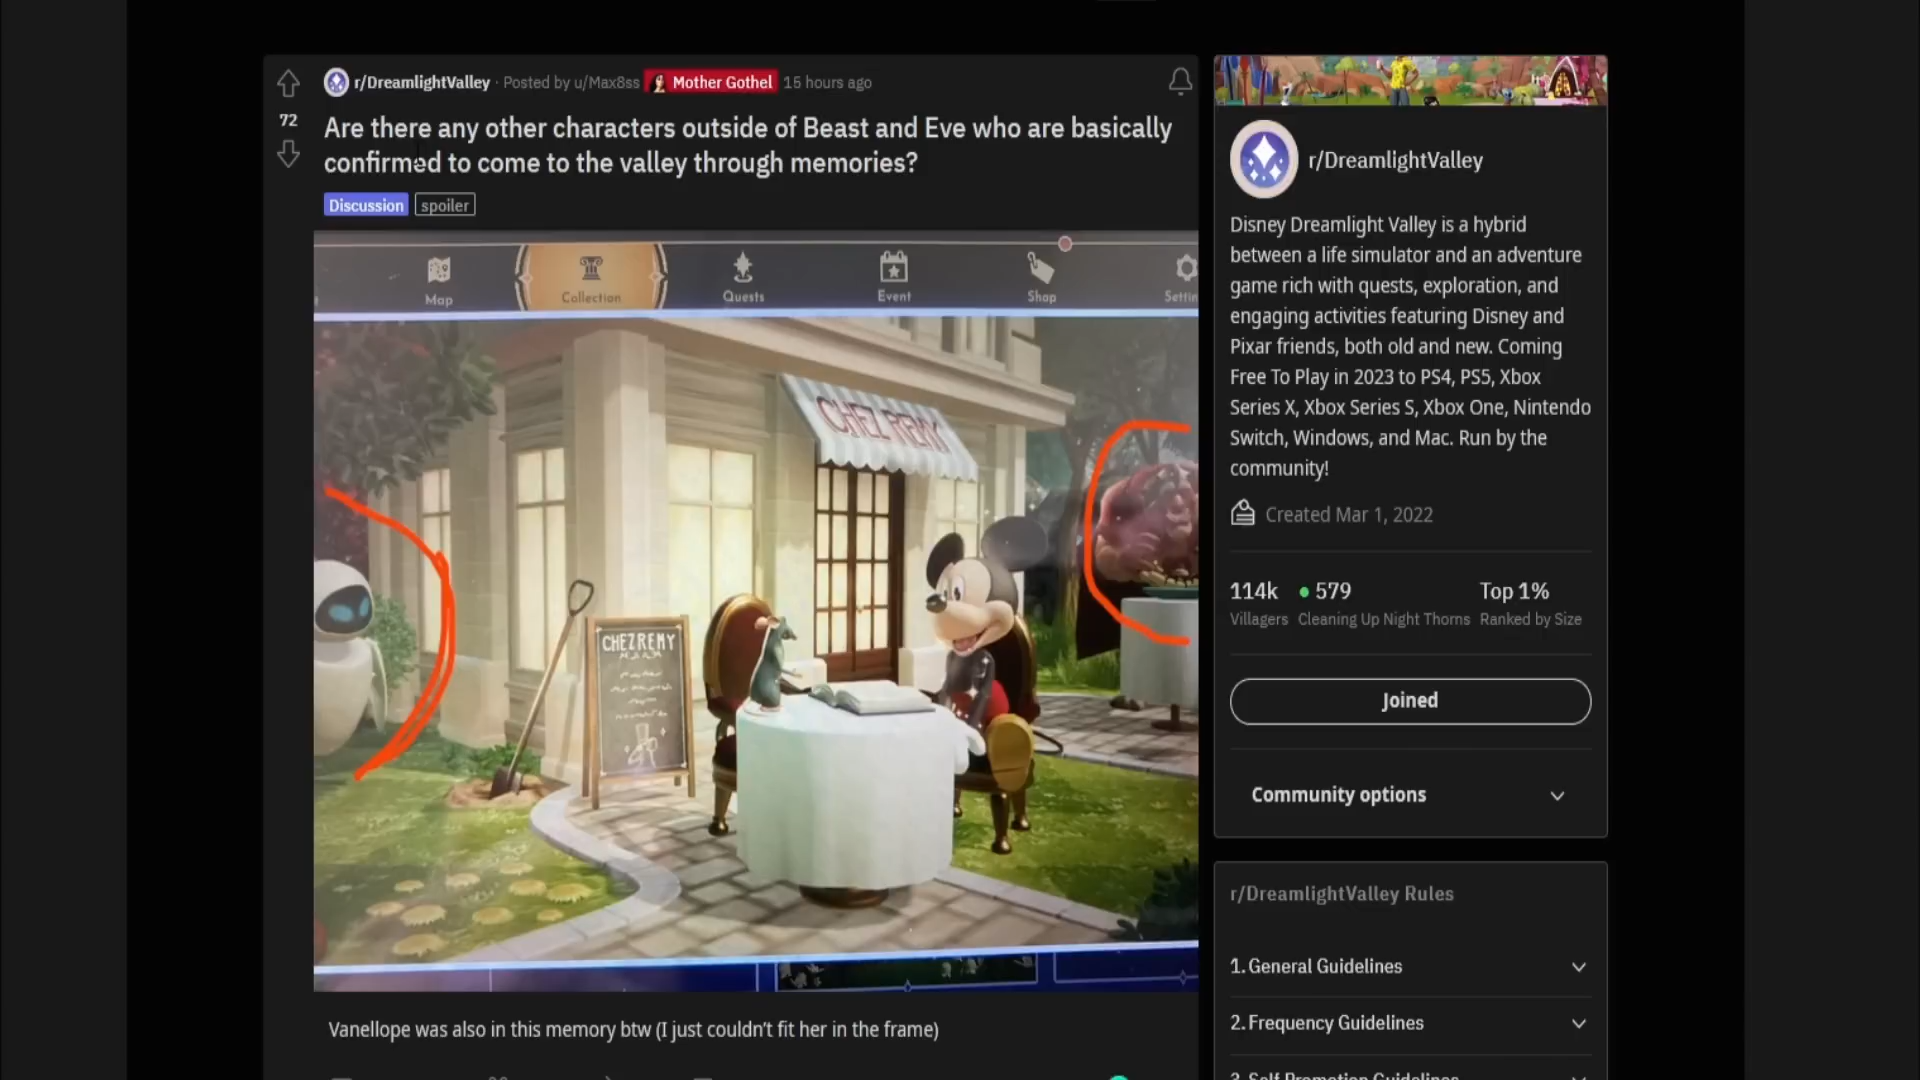 r/DreamlightValley · Posted by u/Max8ss Mother Gothel 15 hours ago
72
Are there any other characters outside of Beast and Eve who are basically
confirmed to come to the valley through memories?
Discussion spoiler
Map
Collection
Quests
Event
Shop
CHEZ REMY
CHEZ REMY
Vanellope was also in this memory btw (I just couldn't fit her in the frame)
r/DreamlightValley
Disney Dreamlight Valley is a hybrid
between a life simulator and an adventure
game rich with quests, exploration, and
engaging activities featuring Disney and
Pixar friends, both old and new. Coming
Free To Play in 2023 to PS4, PS5, Xbox
Series X, Xbox Series S, Xbox One, Nintendo
Switch, Windows, and Mac. Run by the
community!
Created Mar 1, 2022
114k 579 Top 1%
Villagers Cleaning Up Night Thorns Ranked by Size
Joined
Community options
r/DreamlightValley Rules
1. General Guidelines
2. Frequency Guidelines
3. Self Promotion Guidelines